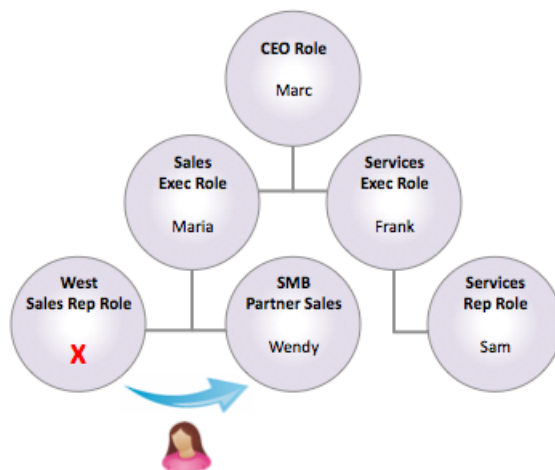 CEO Role
Marc
Sales
Exec Role
Maria
Services
Exec Role
Frank
West
Sales Rep Role
X
SMB
Partner Sales
Wendy
Services
Rep Role
Sam